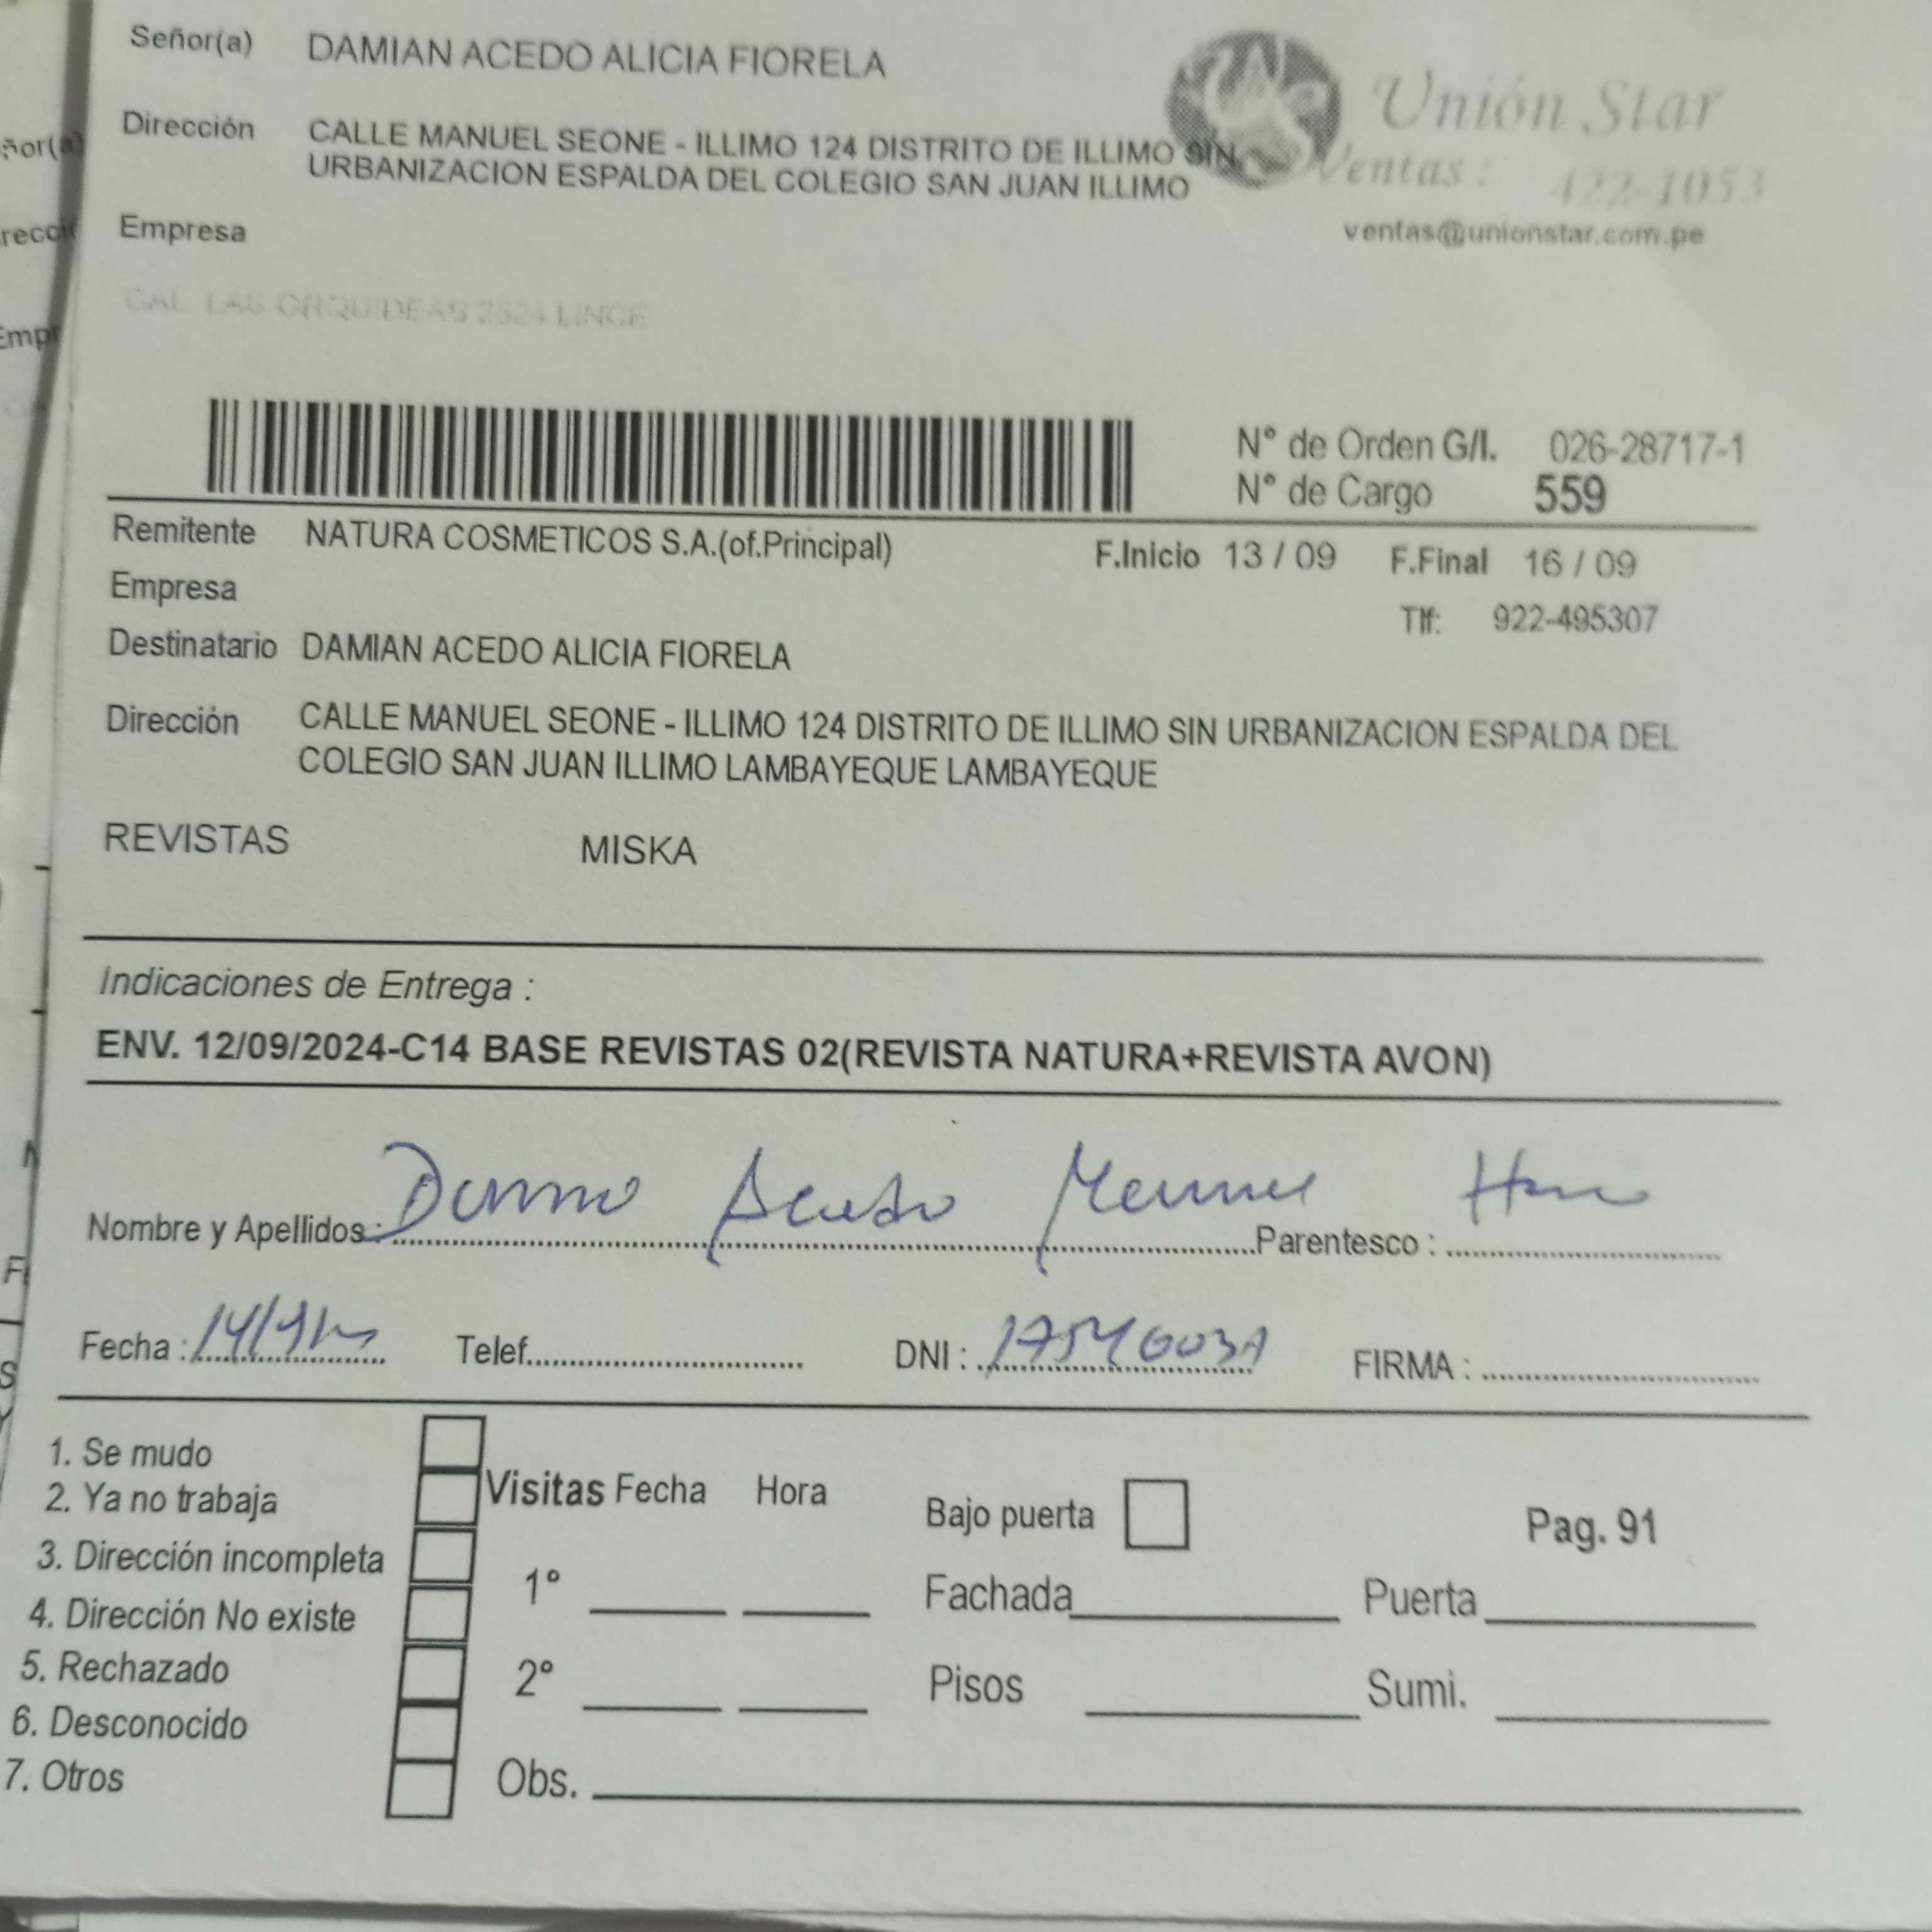 Señor(a) DAMIAN ACEDO ALICIA FIORELA
Unión Star
Dirección CALLE MANUEL SEONE - ILLIMO 124 DISTRITO DE ILLIMO SIN
URBANIZACION ESPALDA DEL COLEGIO SAN JUAN ILLIMO
Ventas : 422-1053
ventas@unionstar.com.pe
Empresa
CAL. LAS ORQUIDEAS 2624 LINCE
N° de Orden G/I. 026-28717-1
N° de Cargo 559
Remitente NATURA COSMETICOS S.A.(of.Principal) F.Inicio 13 / 09 F.Final 16 / 09
Empresa
Tlf: 922-495307
Destinatario DAMIAN ACEDO ALICIA FIORELA
Dirección CALLE MANUEL SEONE - ILLIMO 124 DISTRITO DE ILLIMO SIN URBANIZACION ESPALDA DEL
COLEGIO SAN JUAN ILLIMO LAMBAYEQUE LAMBAYEQUE
REVISTAS MISKA
Indicaciones de Entrega :
ENV. 12/09/2024-C14 BASE REVISTAS 02(REVISTA NATURA+REVISTA AVON)
Nombre y Apellidos : Parentesco :
Fecha : Telef. DNI : FIRMA :
1. Se mudo
2. Ya no trabaja
3. Dirección incompleta
4. Dirección No existe
5. Rechazado
6. Desconocido
7. Otros
Visitas Fecha Hora
1°
2°
Obs.
Bajo puerta Pag. 91
Fachada Puerta
Pisos Sumi.